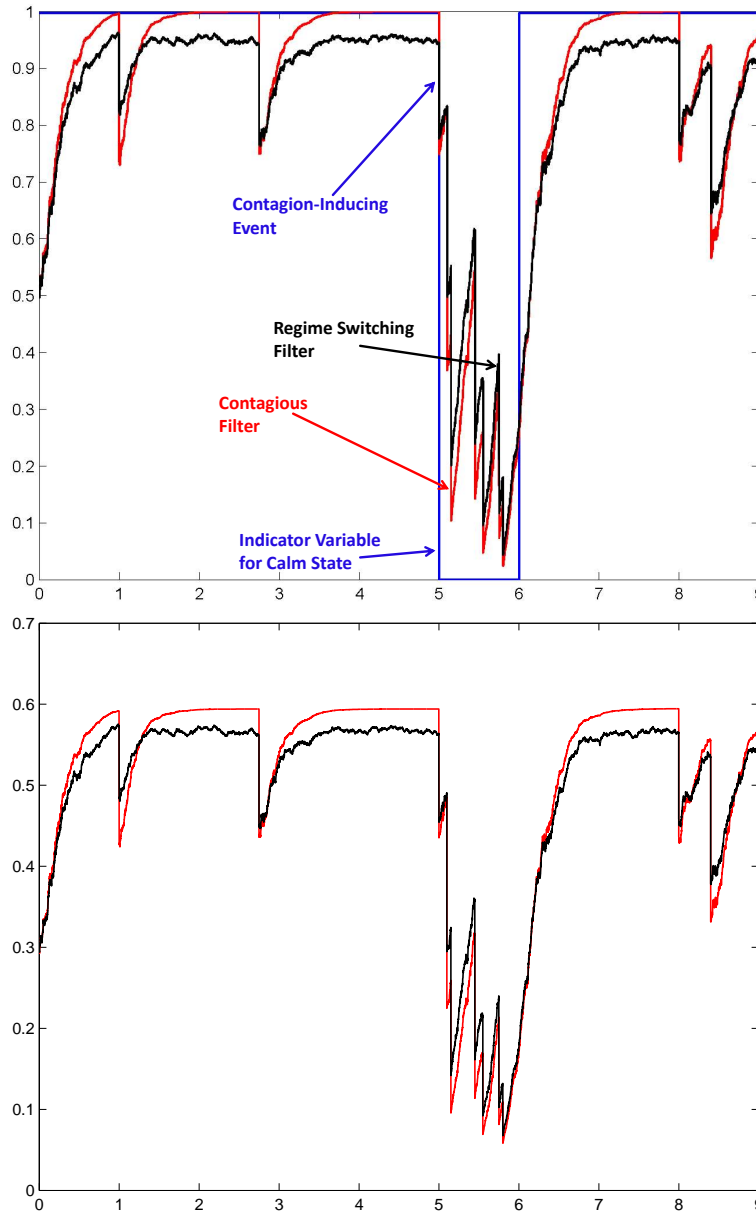 1
0.9
0.8
0.7
0.6
0.5
0.4
0.3
0.2
0.1
0
Contagion-Inducing
Event
Regime Switching
Filter
Contagious
Filter
Indicator Variable
for Calm State
0 1 2 3 4 5 6 7 8 9
0.7
0.6
0.5
0.4
0.3
0.2
0.1
0
0 1 2 3 4 5 6 7 8 9